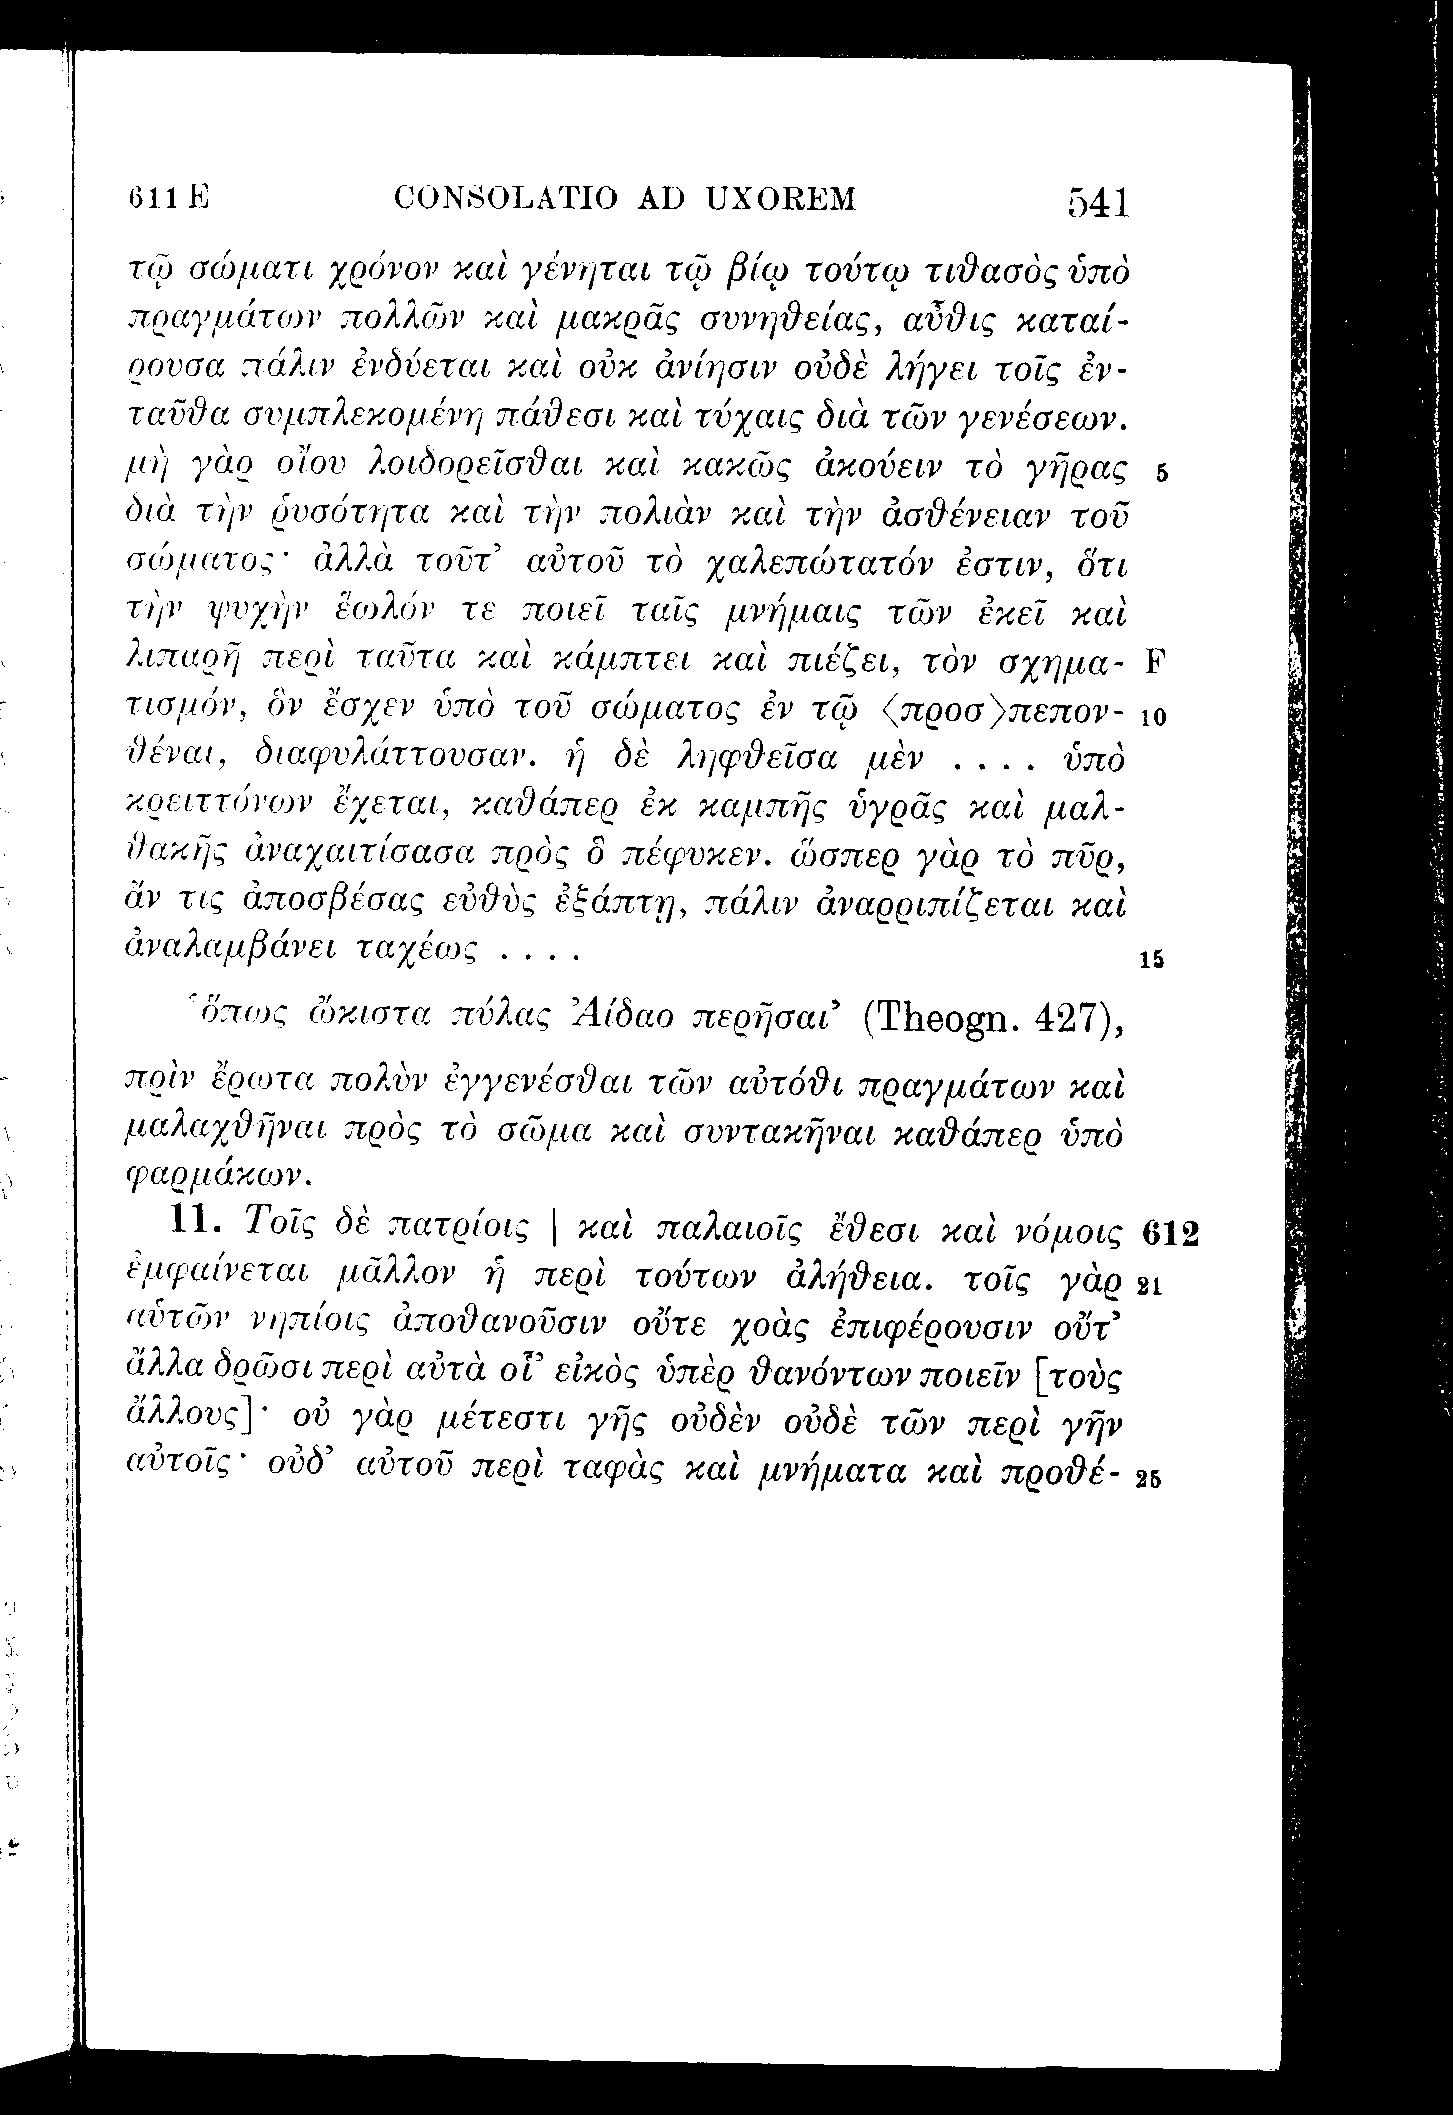 611 E CONSOLATIO AD UXOREM 541
τῷ σώματι χρόνον καὶ γένηται τῷ βίῳ τούτῳ τιθασὸς ὑπὸ
πραγμάτων πολλῶν καὶ μακρᾶς συνηθείας, αὖθις καταί-
ρουσα πάλιν ἐνδύεται καὶ οὐκ ἀνίησιν οὐδὲ λήγει τοῖς ἐν-
ταῦθα συμπλεκομένη πάθεσι καὶ τύχαις διὰ τῶν γενέσεων.
μὴ γὰρ οἴου λοιδορεῖσθαι καὶ κακῶς ἀκούειν τὸ γῆρας 5
διὰ τὴν ῥυσότητα καὶ τὴν πολιὰν καὶ τὴν ἀσθένειαν τοῦ
σώματος· ἀλλὰ τοῦτ’ αὐτοῦ τὸ χαλεπώτατόν ἐστιν, ὅτι
τὴν ψυχὴν ἕωλόν τε ποιεῖ ταῖς μνήμαις τῶν ἐκεῖ καὶ
λιπαρῆ περὶ ταῦτα καὶ κάμπτει καὶ πιέζει, τὸν σχημα- F
τισμόν, ὃν ἔσχεν ὑπὸ τοῦ σώματος ἐν τῷ ⟨προσ⟩πεπον- 10
θέναι, διαφυλάττουσαν. ἡ δὲ ληφθεῖσα μὲν .... ὑπὸ
κρειττόνων ἔχεται, καθάπερ ἐκ καμπῆς ὑγρᾶς καὶ μαλ-
θακῆς ἀναχαιτίσασα πρὸς ὃ πέφυκεν. ὥσπερ γὰρ τὸ πῦρ,
ἄν τις ἀποσβέσας εὐθὺς ἐξάπτῃ, πάλιν ἀναρριπίζεται καὶ
ἀναλαμβάνει ταχέως .... 15
‘ὅπως ὤκιστα πύλας Ἀίδαο περῆσαι’ (Theogn. 427),
πρὶν ἔρωτα πολὺν ἐγγενέσθαι τῶν αὐτόθι πραγμάτων καὶ
μαλαχθῆναι πρὸς τὸ σῶμα καὶ συντακῆναι καθάπερ ὑπὸ
φαρμάκων.
11. Τοῖς δὲ πατρίοις | καὶ παλαιοῖς ἔθεσι καὶ νόμοις 612
ἐμφαίνεται μᾶλλον ἡ περὶ τούτων ἀλήθεια. τοῖς γὰρ 21
αὑτῶν νηπίοις ἀποθανοῦσιν οὔτε χοὰς ἐπιφέρουσιν οὔτ’
ἄλλα δρῶσι περὶ αὐτὰ οἷ’ εἰκὸς ὑπὲρ θανόντων ποιεῖν [τοὺς
ἄλλους]· οὐ γὰρ μέτεστι γῆς οὐδὲν οὐδὲ τῶν περὶ γῆν
αὐτοῖς· οὐδ’ αὐτοῦ περὶ ταφὰς καὶ μνήματα καὶ προθέ- 25